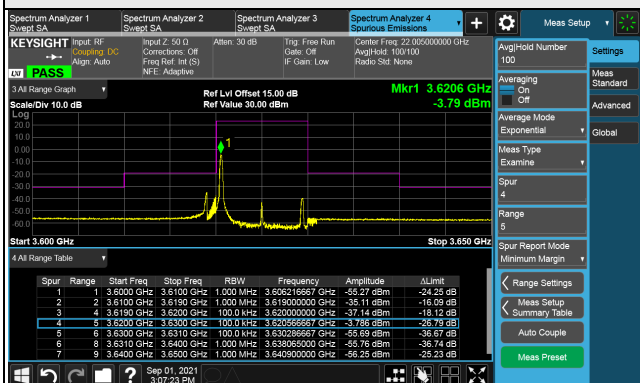 Spectrum Analyzer 1
Swept SA
Spectrum Analyzer 2
Swept SA
Spectrum Analyzer 3
Swept SA
Spectrum Analyzer 4
Spurious Emissions
Meas Setup
KEYSIGHT
Input: RF
Coupling: DC
Align: Auto
Input Z: 50 Ω
Corrections: Off
Freq Ref: Int (S)
NFE: Adaptive
Atten: 30 dB
Trig: Free Run
Gate: Off
IF Gain: Low
Center Freq: 22.005000000 GHz
Avg|Hold: 100/100
Radio Std: None
LXI PASS
3 All Range Graph
Scale/Div 10.0 dB
Ref Lvl Offset 15.00 dB
Ref Value 30.00 dBm
Mkr1 3.6206 GHz
-3.79 dBm
Log
20.0
10.0
0.00
-10.0
-20.0
-30.0
-40.0
-50.0
-60.0
1
Start 3.600 GHz
Stop 3.650 GHz
4 All Range Table
Spur Range Start Freq Stop Freq RBW Frequency Amplitude ΔLimit
1 1 3.6000 GHz 3.6100 GHz 1.000 MHz 3.606216667 GHz -55.27 dBm -24.25 dB
2 2 3.6100 GHz 3.6190 GHz 1.000 MHz 3.619000000 GHz -35.11 dBm -16.09 dB
3 4 3.6190 GHz 3.6200 GHz 100.0 kHz 3.620000000 GHz -37.14 dBm -18.12 dB
4 5 3.6200 GHz 3.6300 GHz 100.0 kHz 3.620566667 GHz -3.786 dBm -26.79 dB
5 6 3.6300 GHz 3.6310 GHz 100.0 kHz 3.630286667 GHz -55.69 dBm -36.67 dB
6 8 3.6310 GHz 3.6400 GHz 1.000 MHz 3.638065000 GHz -55.76 dBm -36.74 dB
7 9 3.6400 GHz 3.6500 GHz 1.000 MHz 3.640900000 GHz -56.25 dBm -25.23 dB
Sep 01, 2021
3:07:23 PM
Avg|Hold Number
100
Averaging
On
Off
Average Mode
Exponential
Meas Type
Examine
Spur
4
Range
5
Spur Report Mode
Minimum Margin
Range Settings
Meas Setup
Summary Table
Auto Couple
Meas Preset
Settings
Meas
Standard
Advanced
Global